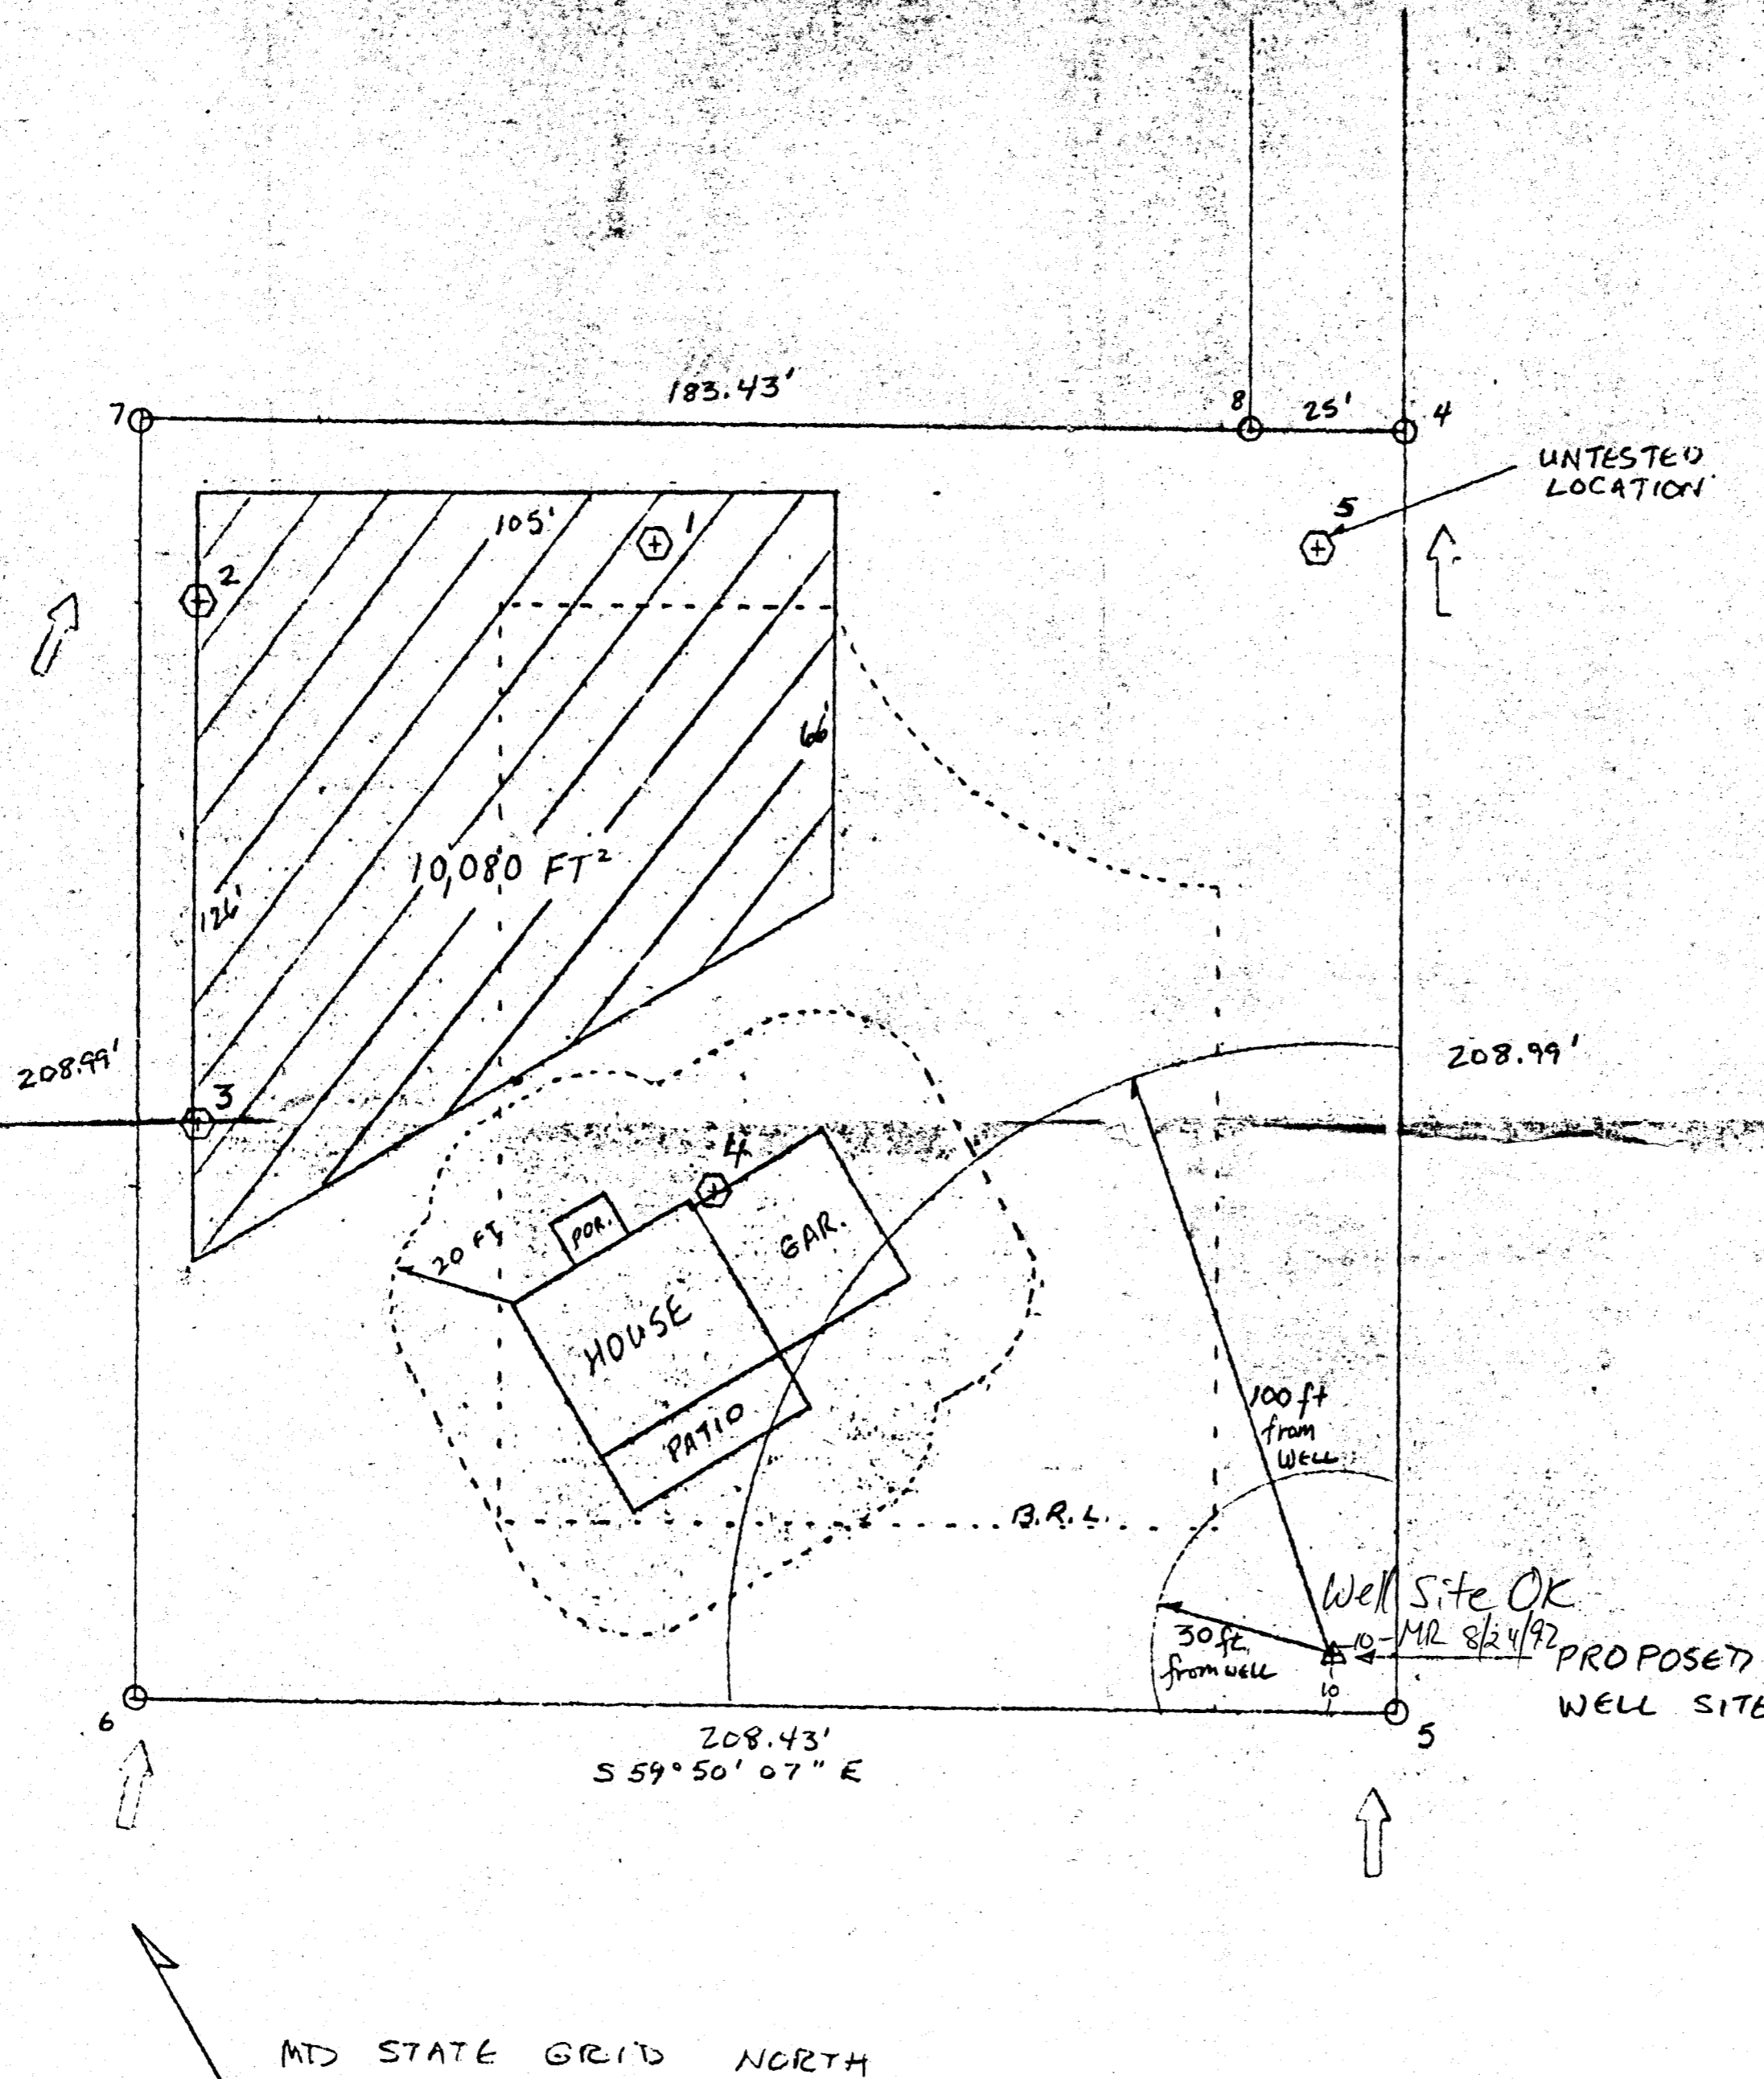 183.43'
7
8
25'
4
UNTESTED
LOCATION
5
105'
1
2
66'
10,080 FT²
126'
208.99'
208.99'
3
4
20 FT
POR.
GAR.
HOUSE
PATIO
100 ft
from
WELL
B.R.L.
Well Site OK
MR 8/24/92
10
30 ft
from WELL
10
PROPOSED
WELL SITE
6
5
208.43'
S 59° 50' 07" E
MD STATE GRID NORTH